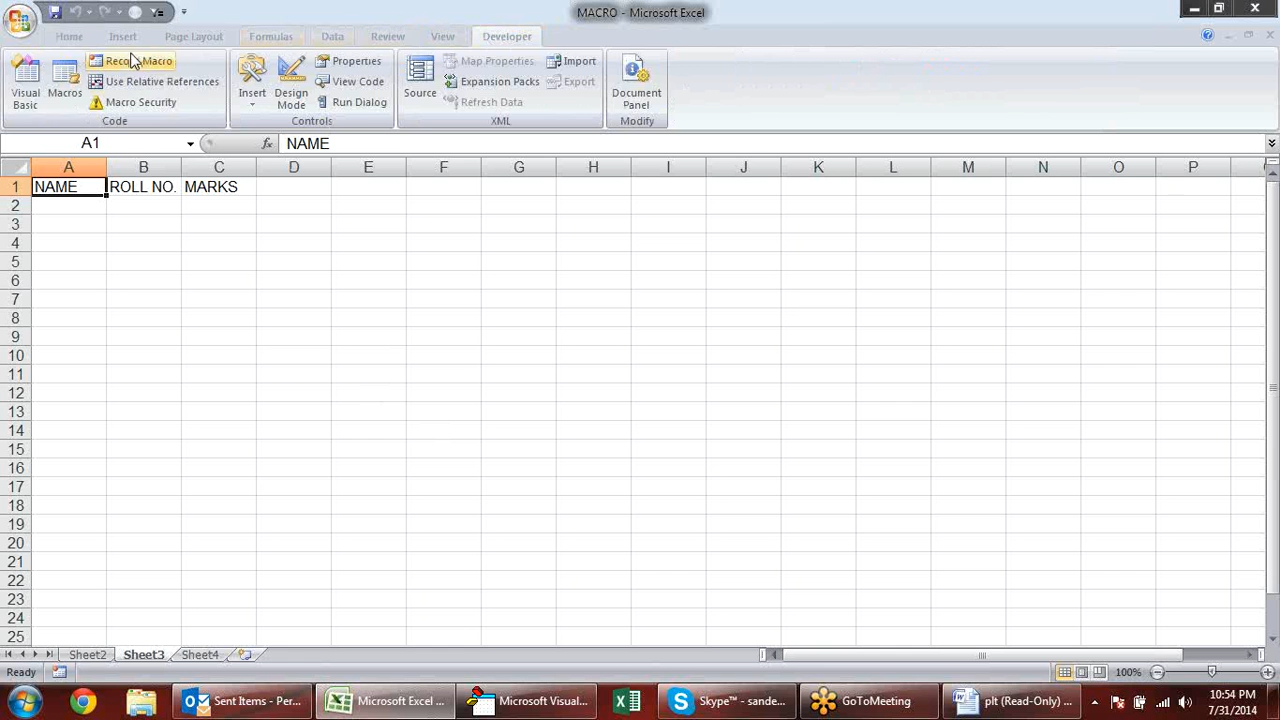 MACRO - Microsoft Excel
Home Insert Page Layout Formulas Data Review View Developer
Visual Basic
Macros
Record Macro
Use Relative References
Macro Security
Code
Insert
Design Mode
Properties
View Code
Run Dialog
Controls
Source
Map Properties
Expansion Packs
Refresh Data
Import
Export
XML
Document Panel
Modify
A1 fx NAME
A B C D E F G H I J K L M N O P
1 NAME ROLL NO. MARKS
2
3
4
5
6
7
8
9
10
11
12
13
14
15
16
17
18
19
20
21
22
23
24
25
Sheet2 Sheet3 Sheet4
Ready 100%
Sent Items - Per... Microsoft Excel ... Microsoft Visual... Skype™ - sande... GoToMeeting plt (Read-Only) ... 10:54 PM
7/31/2014